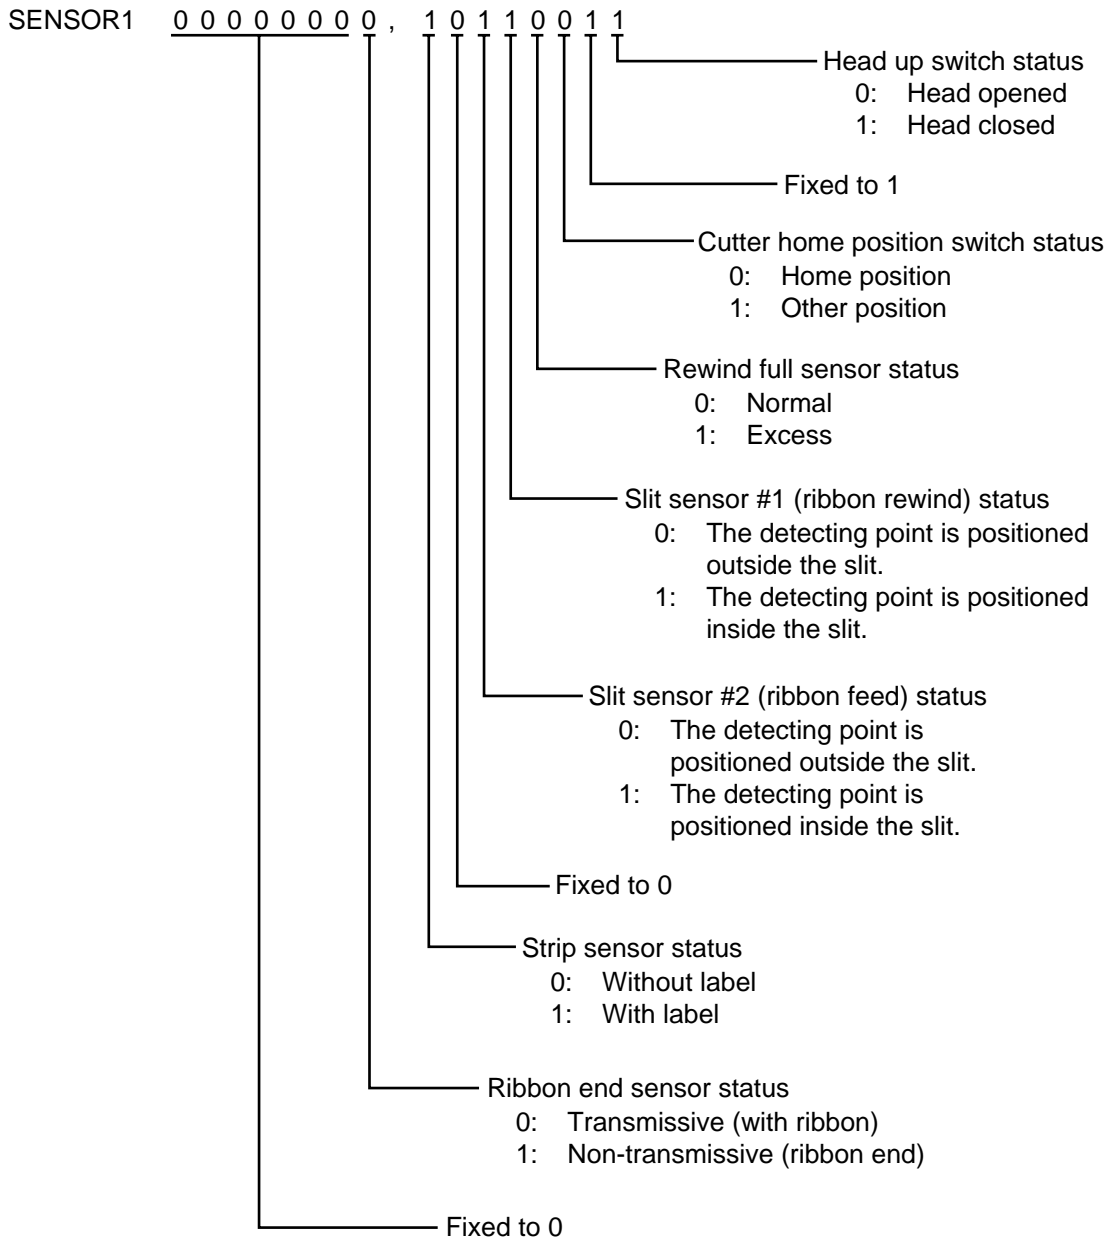 SENSOR1 0 0 0 0 0 0 0 0 , 1 0 1 1 0 0 1 1
Head up switch status
0: Head opened
1: Head closed
Fixed to 1
Cutter home position switch status
0: Home position
1: Other position
Rewind full sensor status
0: Normal
1: Excess
Slit sensor #1 (ribbon rewind) status
0: The detecting point is positioned
outside the slit.
1: The detecting point is positioned
inside the slit.
Slit sensor #2 (ribbon feed) status
0: The detecting point is
positioned outside the slit.
1: The detecting point is
positioned inside the slit.
Fixed to 0
Strip sensor status
0: Without label
1: With label
Ribbon end sensor status
0: Transmissive (with ribbon)
1: Non-transmissive (ribbon end)
Fixed to 0